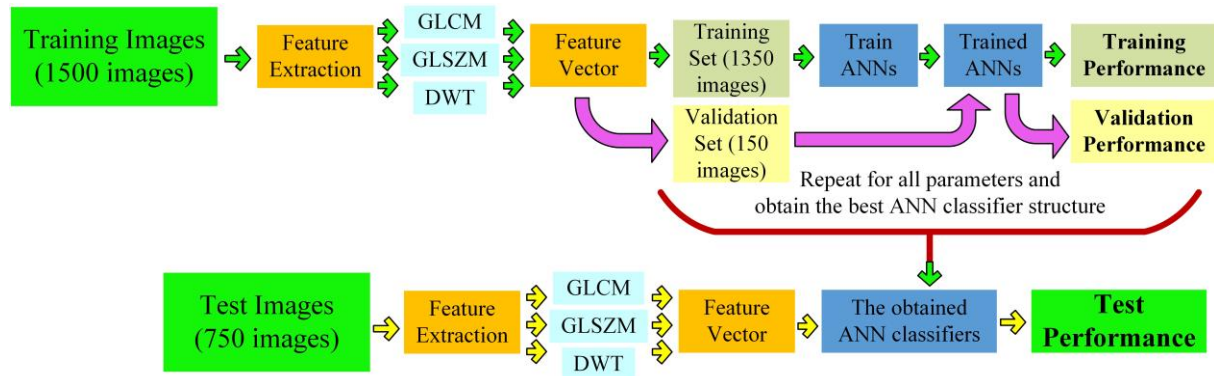 Training Images
(1500 images)
Feature
Extraction
GLCM
GLSZM
DWT
Feature
Vector
Training
Set (1350
images)
Train
ANNs
Trained
ANNs
Training
Performance
Validation
Set (150
images)
Validation
Performance
Repeat for all parameters and
obtain the best ANN classifier structure
Test Images
(750 images)
Feature
Extraction
GLCM
GLSZM
DWT
Feature
Vector
The obtained
ANN classifiers
Test
Performance